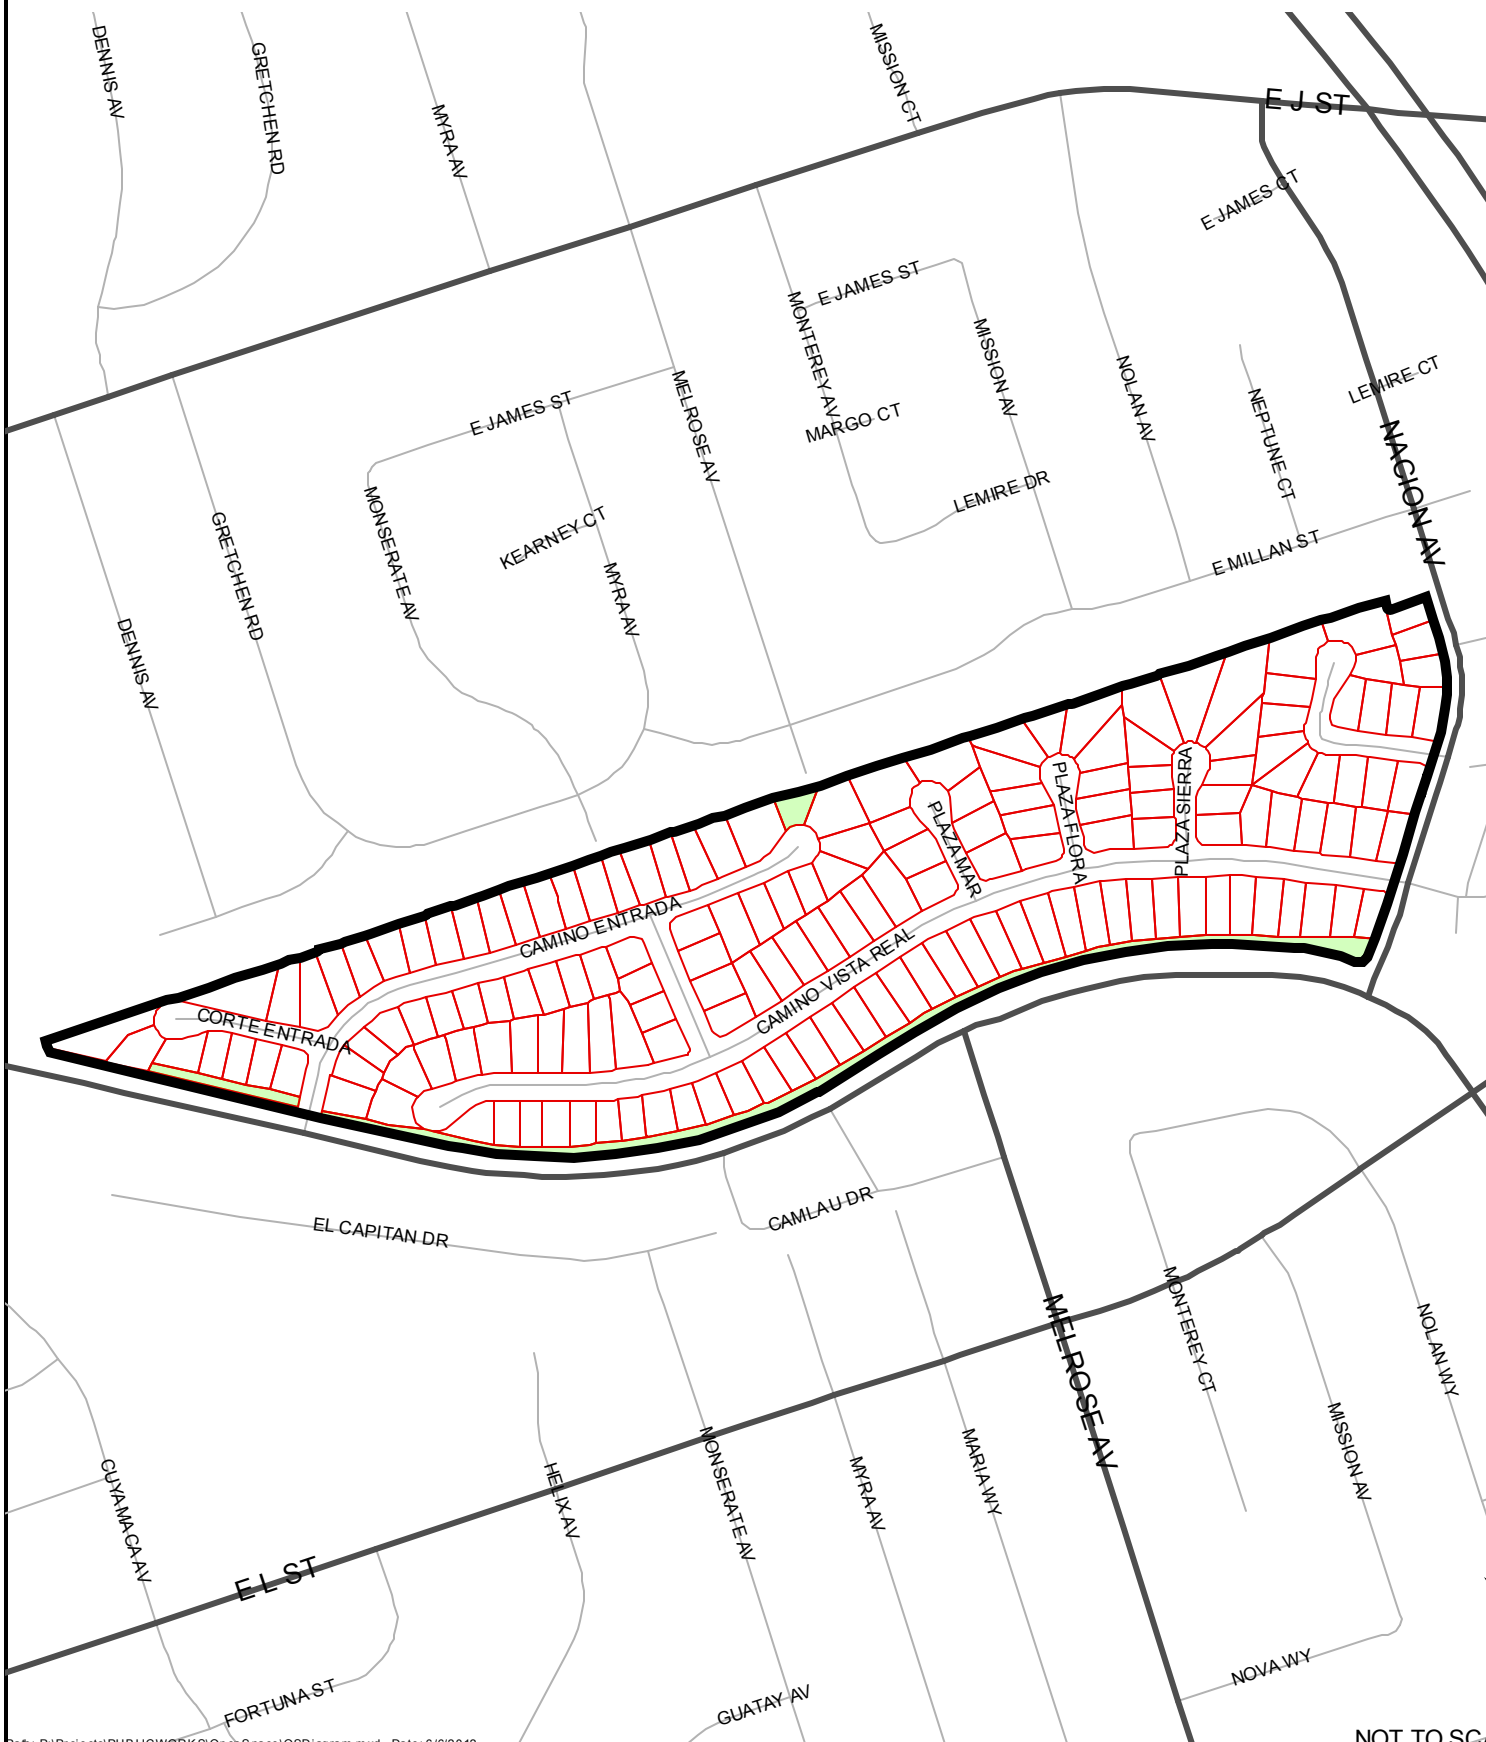 DENNIS AV
GRETCHEN RD
MYRA AV
MISSION CT
E J ST
E JAMES CT
E JAMES ST
MONTEREY AV
MISSION AV
NOLAN AV
NEPTUNE CT
LEMIRE CT
E JAMES ST
MELROSE AV
MARGO CT
LEMIRE DR
NACION AV
MONSERATE AV
GRETCHEN RD
KEARNEY CT
MYRA AV
E MILLAN ST
DENNIS AV
PLAZA SIERRA
PLAZA FLORA
PLAZA MAR
CAMINO ENTRADA
CAMINO VISTA REAL
CORTE ENTRADA
EL CAPITAN DR
CAMLAU DR
MONTEREY CT
MELROSE AV
NOLAN WY
MISSION AV
CUYAMACA AV
HELIX AV
MONSERATE AV
MYRA AV
MARIA WY
E L ST
FORTUNA ST
GUATAY AV
NOVA WY
NOT TO SC